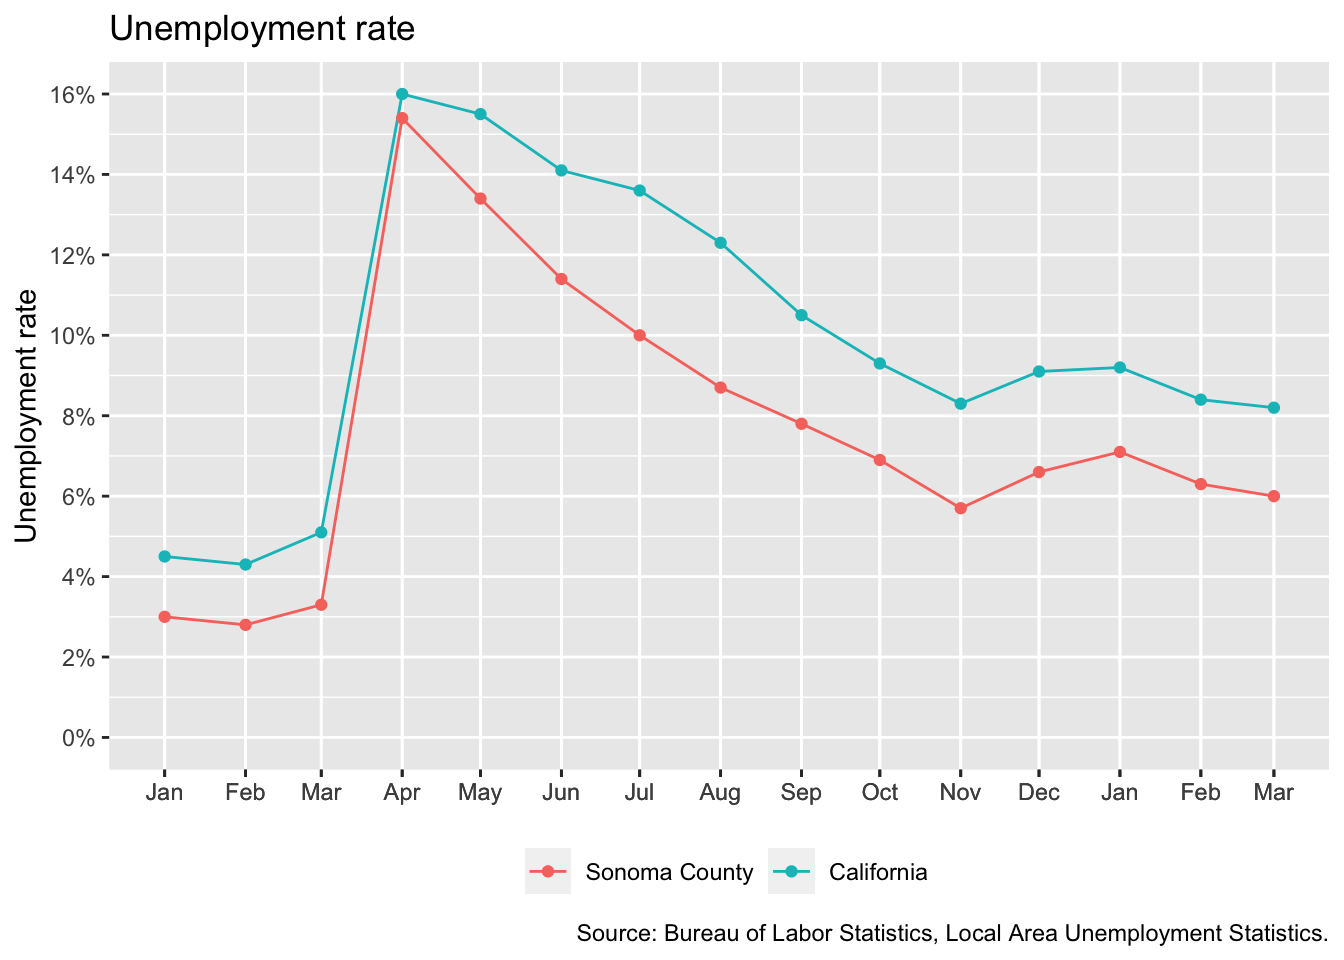 Unemployment rate
Unemployment rate
16%
14%
12%
10%
8%
6%
4%
2%
0%
Jan Feb Mar Apr May Jun Jul Aug Sep Oct Nov Dec Jan Feb Mar
Sonoma County California
Source: Bureau of Labor Statistics, Local Area Unemployment Statistics.